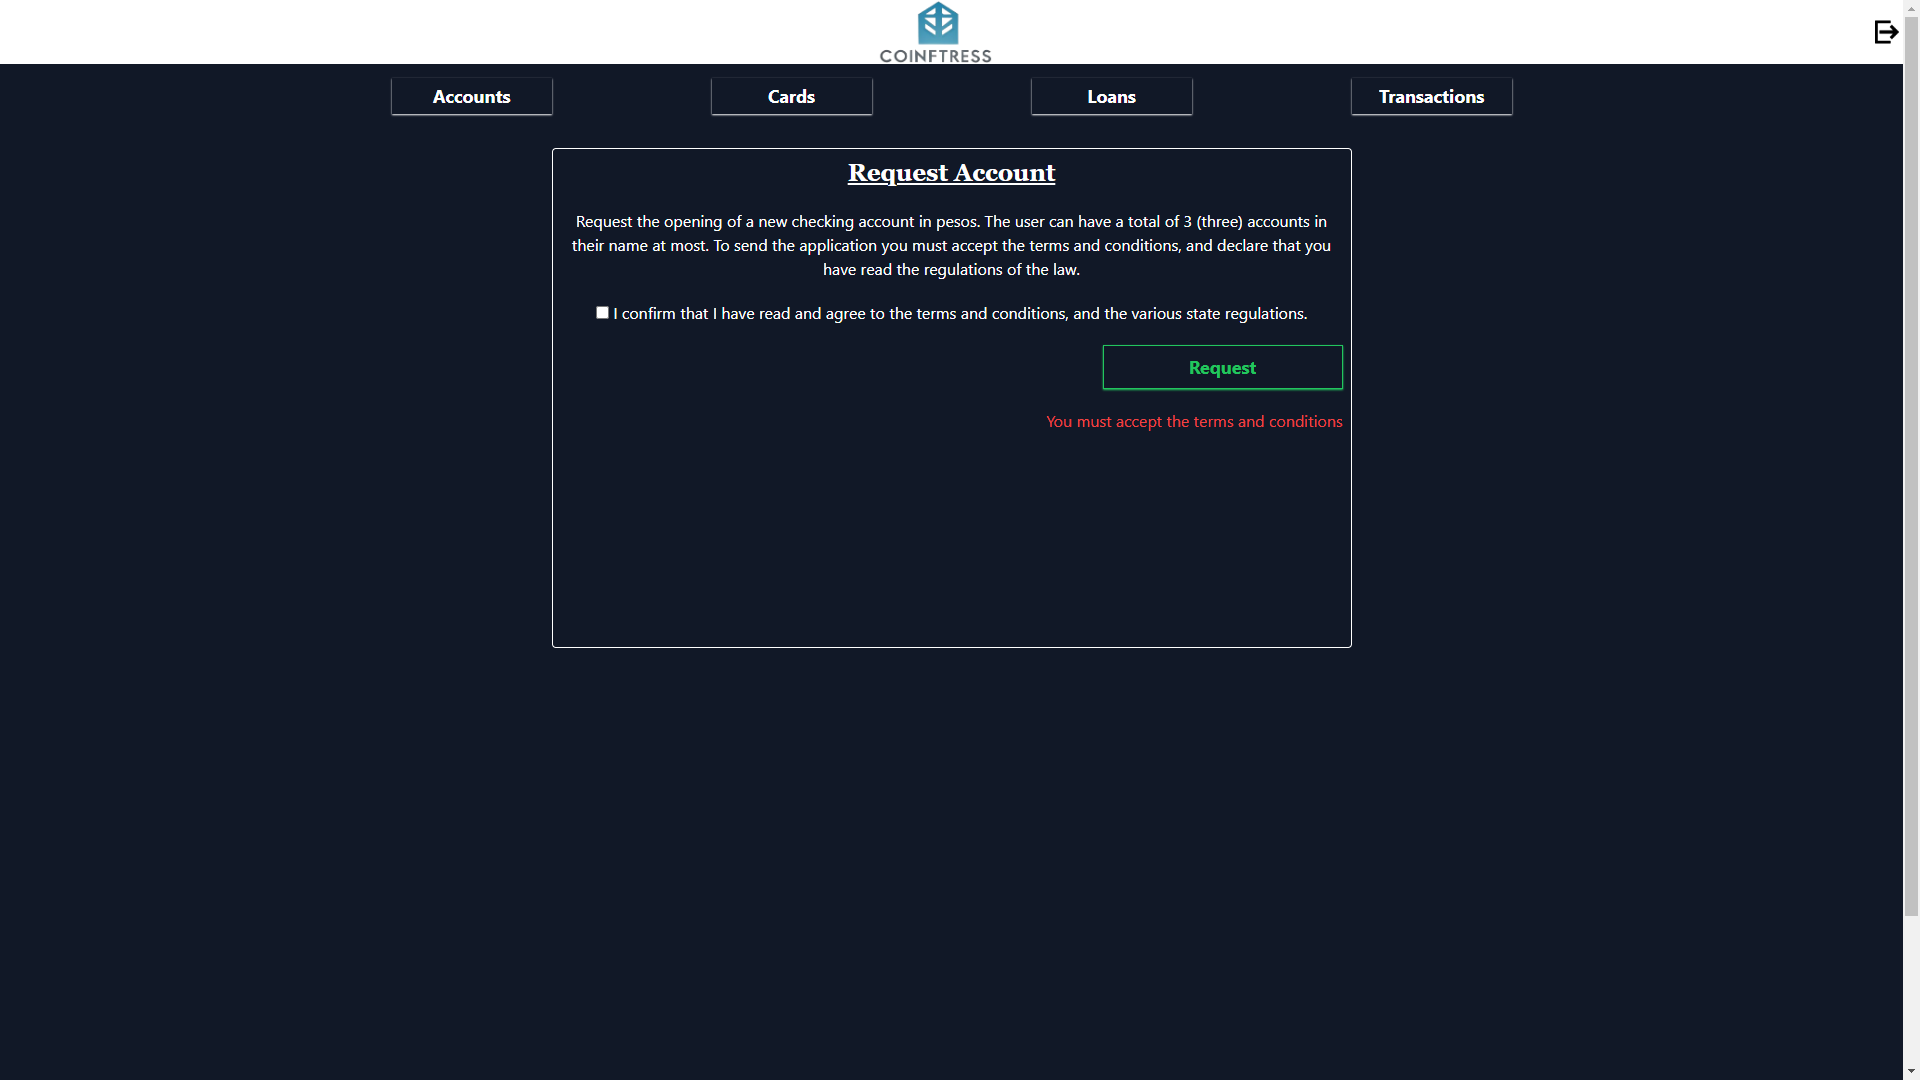 COINFTRESS
Accounts
Cards
Loans
Transactions
Request Account
Request the opening of a new checking account in pesos. The user can have a total of 3 (three) accounts in
their name at most. To send the application you must accept the terms and conditions, and declare that you
have read the regulations of the law.
I confirm that I have read and agree to the terms and conditions, and the various state regulations.
Request
You must accept the terms and conditions